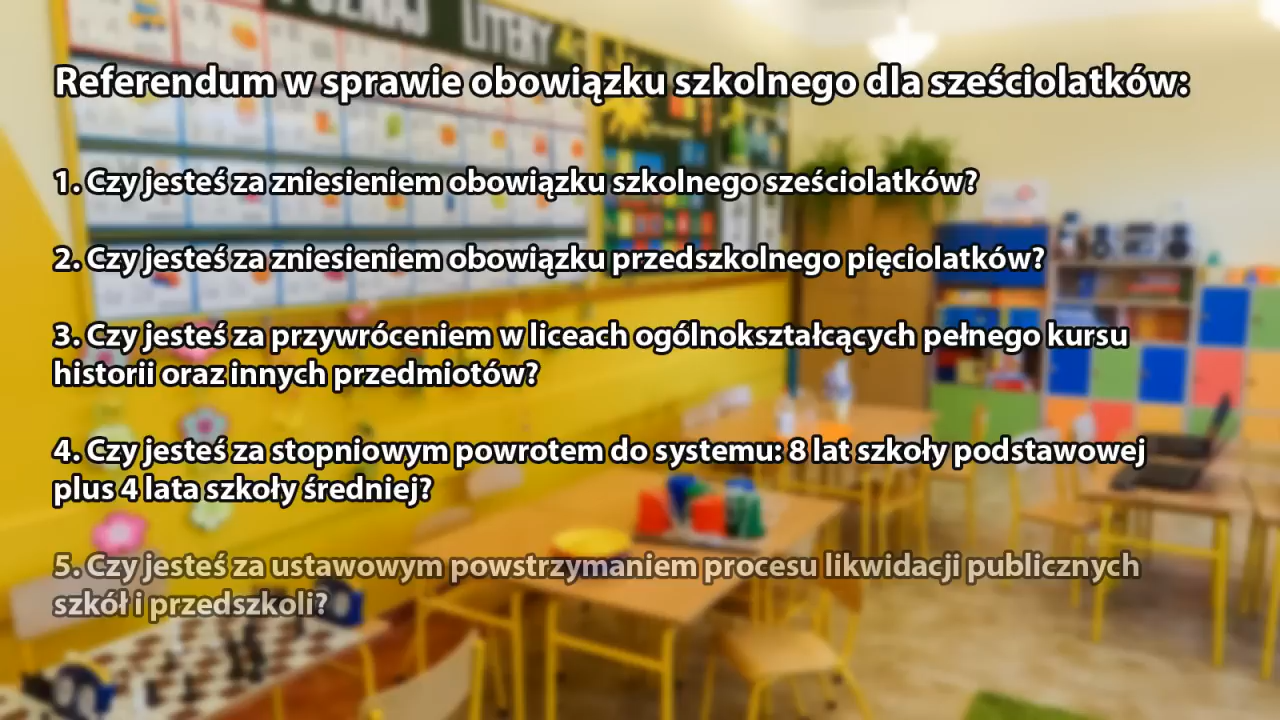 POZNAJ LITERY
Referendum w sprawie obowiązku szkolnego dla sześciolatków:
1. Czy jesteś za zniesieniem obowiązku szkolnego sześciolatków?
2. Czy jesteś za zniesieniem obowiązku przedszkolnego pięciolatków?
3. Czy jesteś za przywróceniem w liceach ogólnokształcących pełnego kursu
historii oraz innych przedmiotów?
4. Czy jesteś za stopniowym powrotem do systemu: 8 lat szkoły podstawowej
plus 4 lata szkoły średniej?
5. Czy jesteś za ustawowym powstrzymaniem procesu likwidacji publicznych
szkół i przedszkoli?